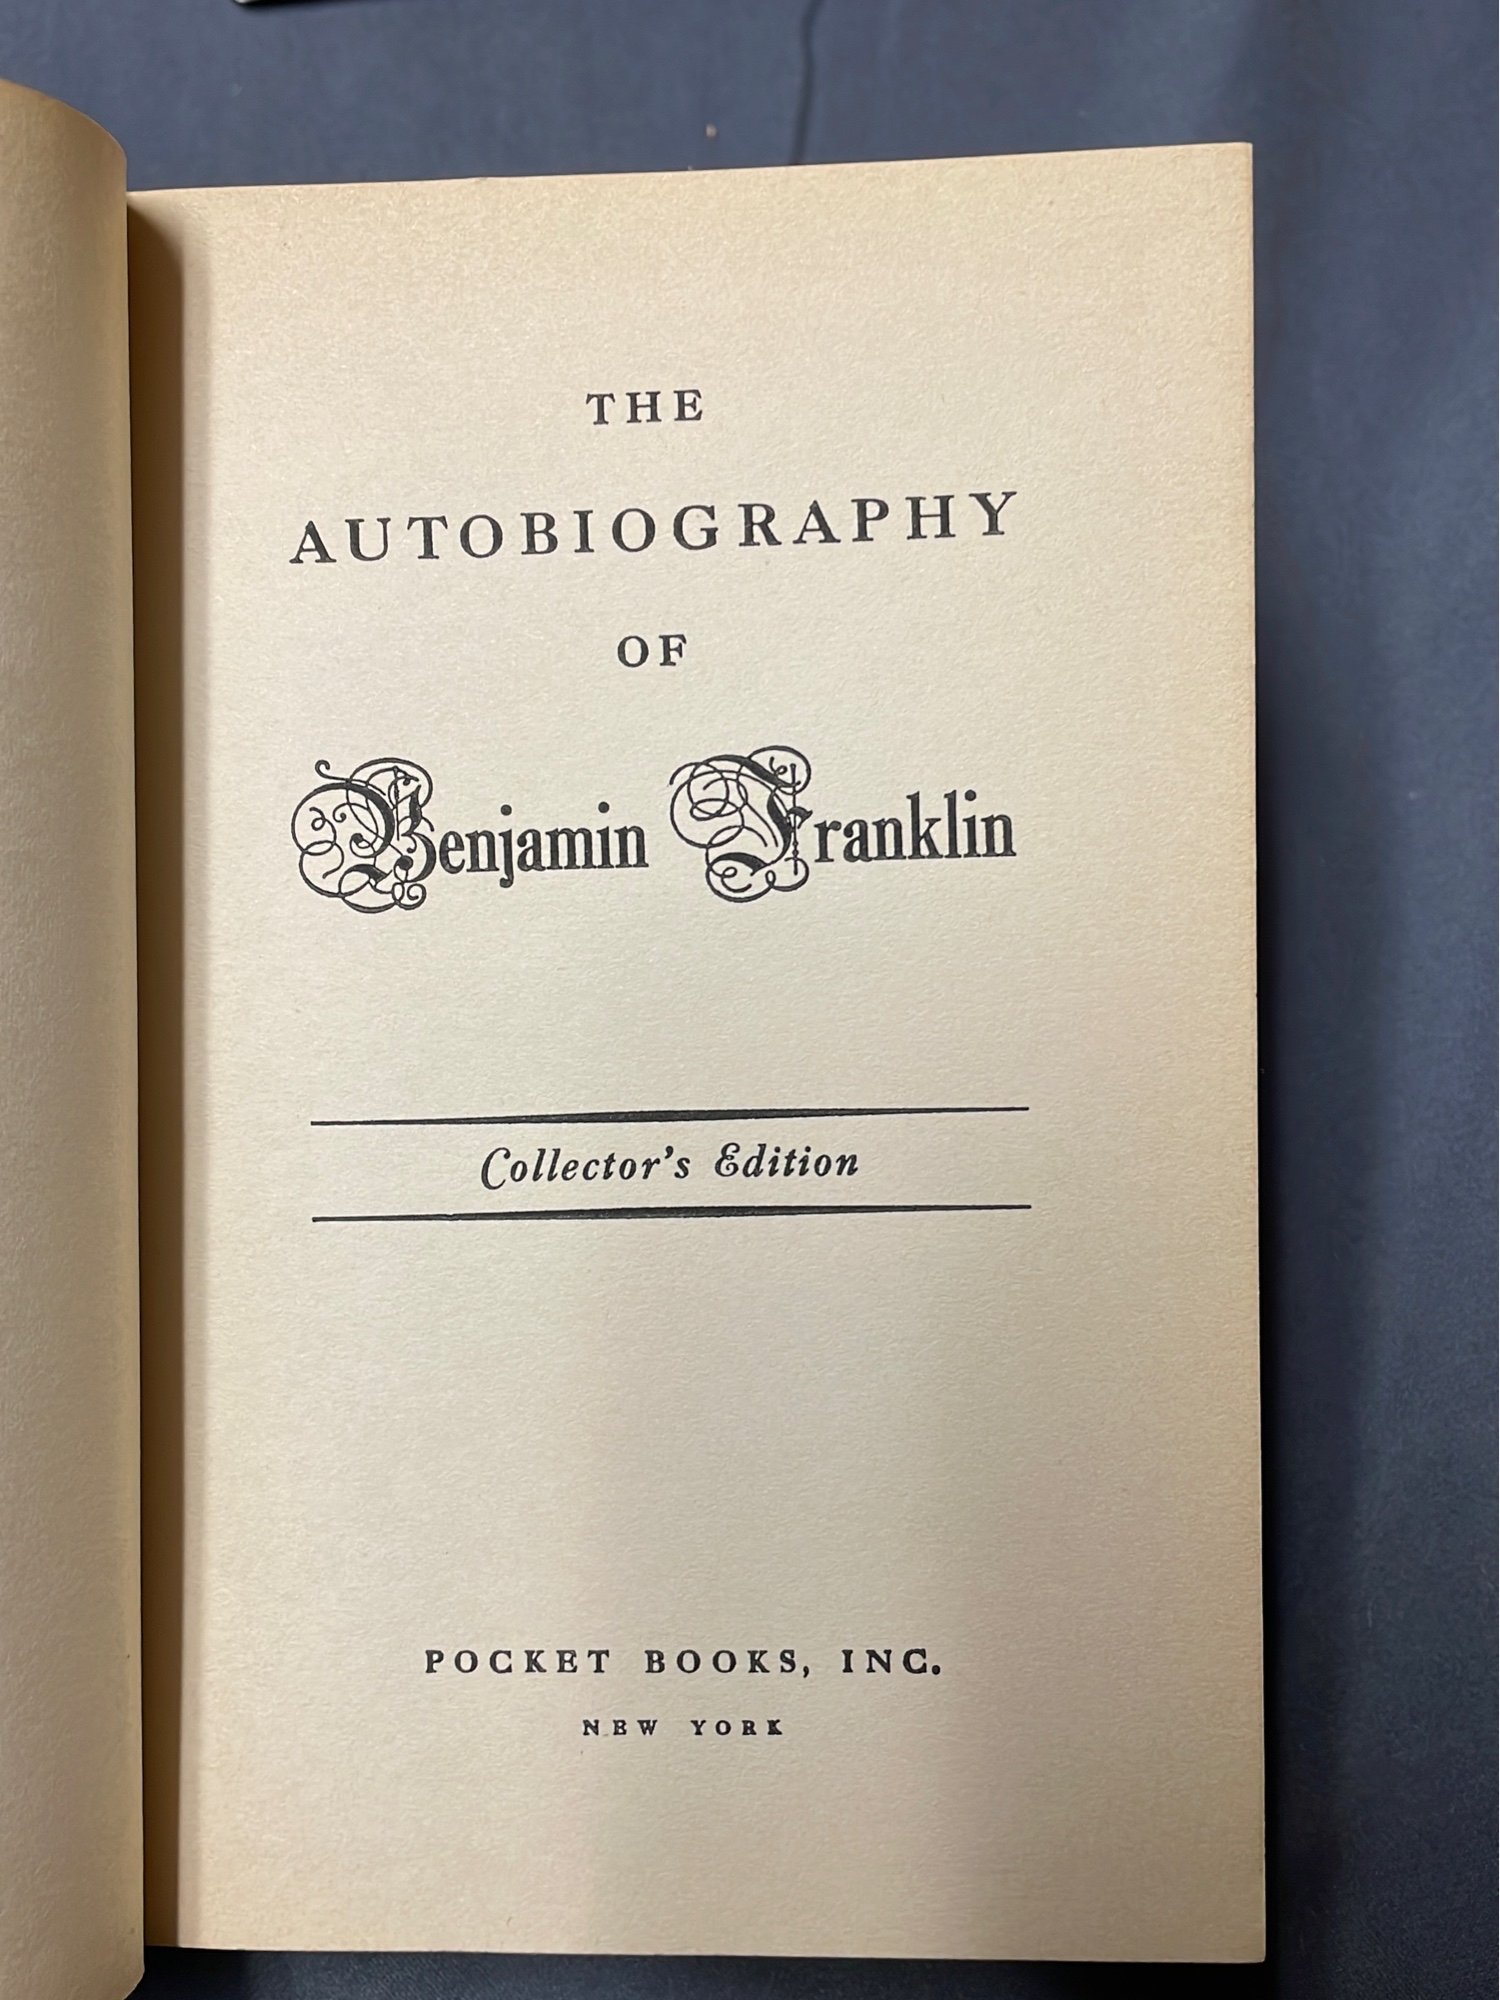 THE
AUTOBIOGRAPHY
OF
Benjamin Franklin
Collector's Edition
POCKET BOOKS, INC.
NEW YORK